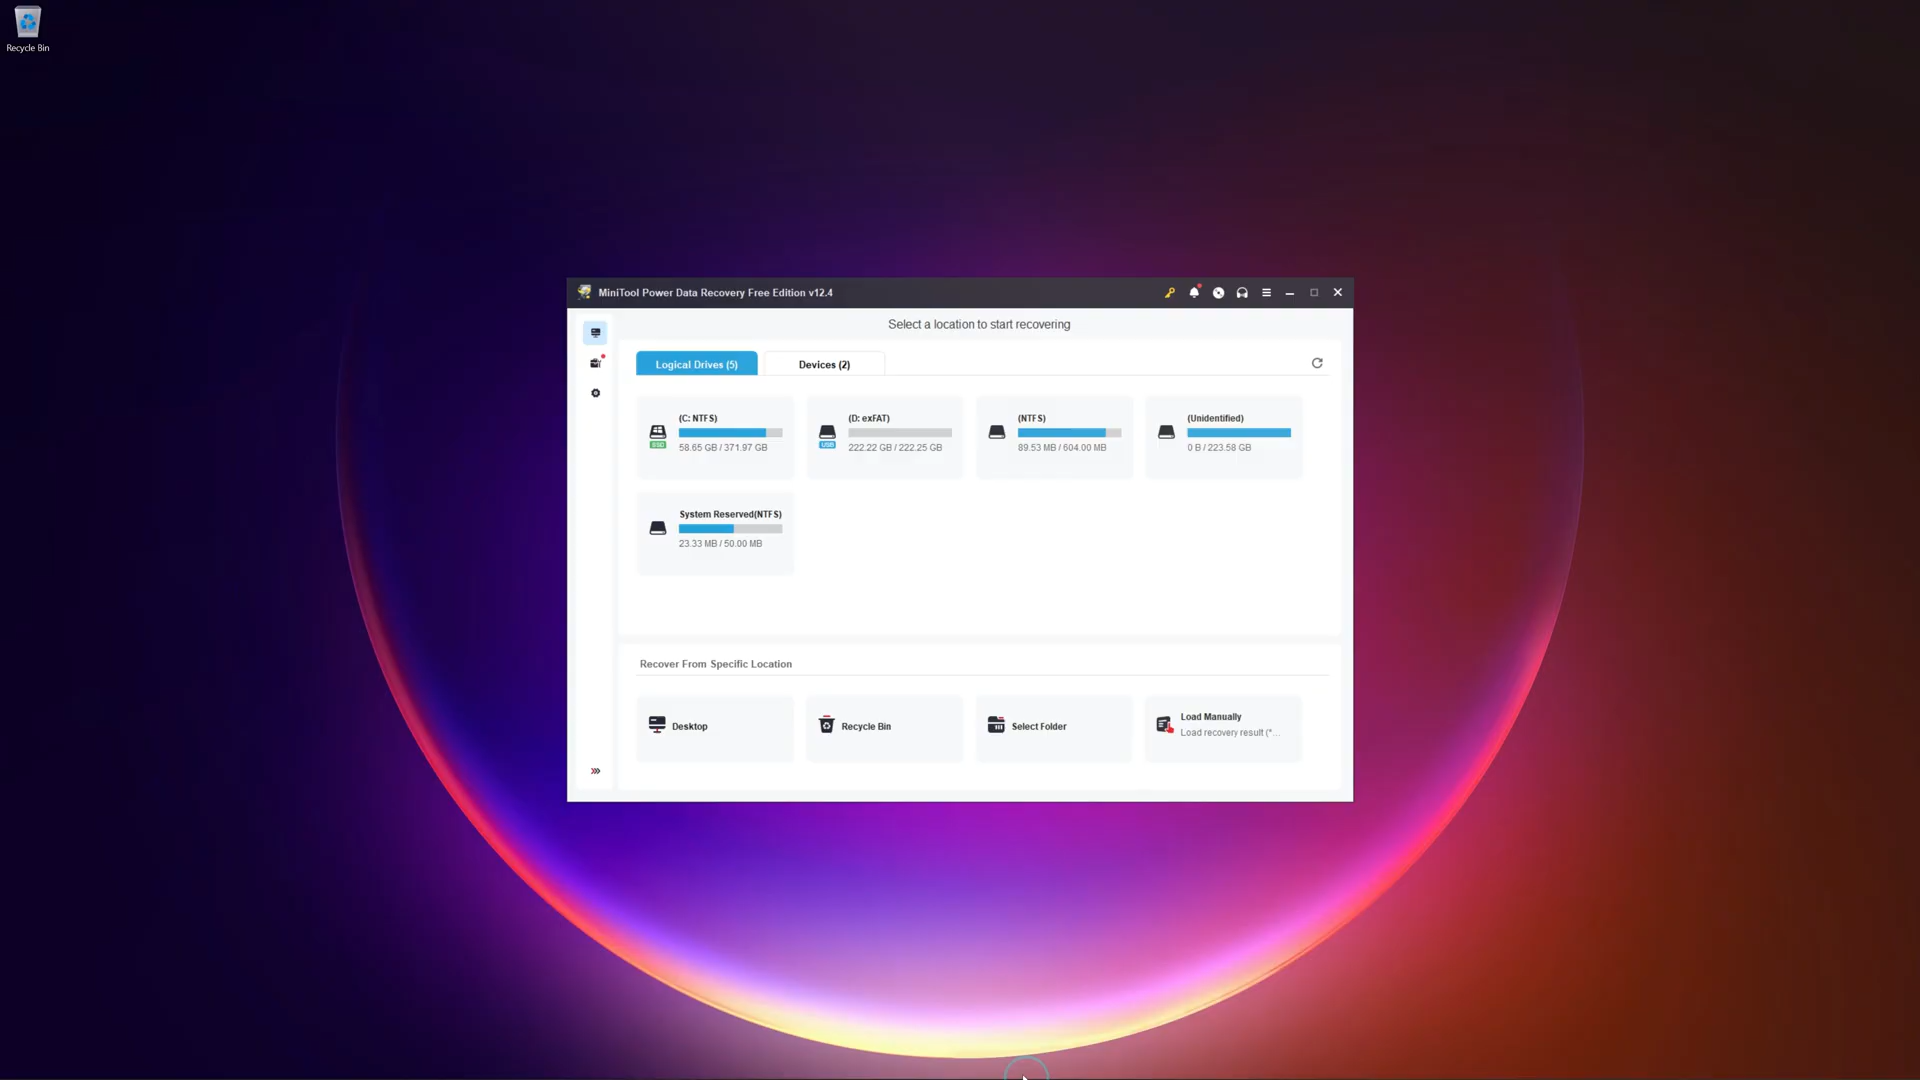 Recycle Bin
MiniTool Power Data Recovery Free Edition v12.4
Select a location to start recovering
Logical Drives (5)
Devices (2)
(C: NTFS)
SSD
58.65 GB / 371.97 GB
(D: exFAT)
USB
222.22 GB / 222.25 GB
(NTFS)
89.53 MB / 604.00 MB
(Unidentified)
0 B / 223.58 GB
System Reserved(NTFS)
23.33 MB / 50.00 MB
Recover From Specific Location
Desktop
Recycle Bin
Select Folder
Load Manually
Load recovery result (*...